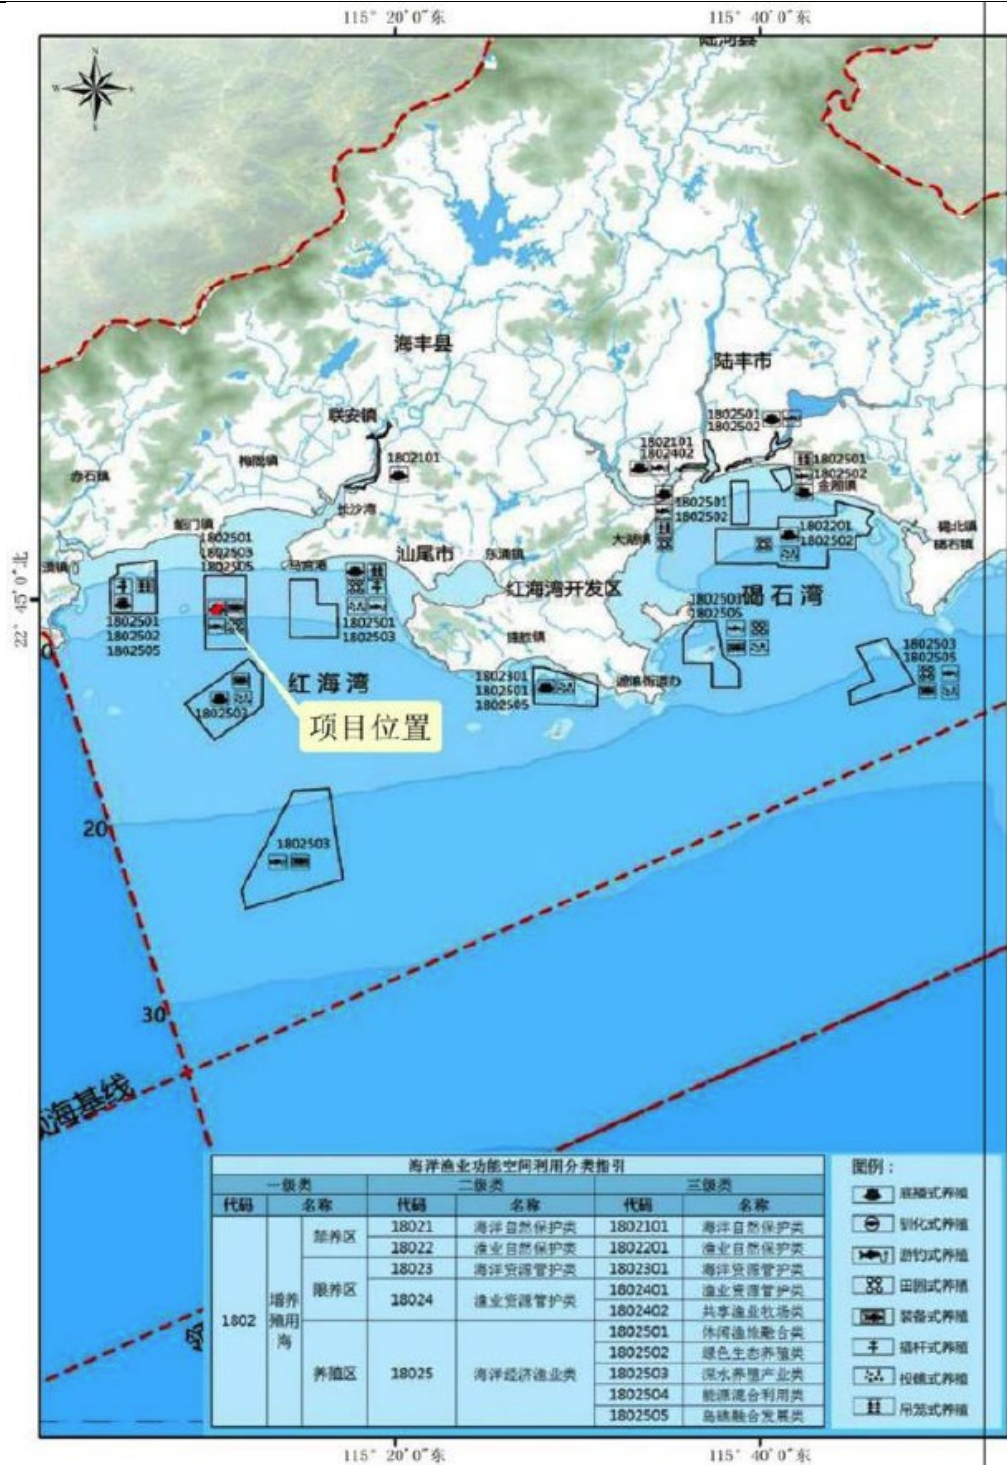 115° 20′0″东
115° 40′0″东
N
W
E
S
陆河县
海丰县
陆丰市
联安镇
1802501
1802502
1802101
1802402
梅陇镇
1802101
1802501
1802502
赤石镇
金厢镇
1802501
1802502
长沙湾
鲘门镇
大湖镇
1802201
1802502
碣北镇
碣石镇
1802501
1802503
1802505
汕尾市
东涌镇
马宫港
22° 45′0″北
红海湾开发区
碣石湾
1802501
1802502
1802505
1802501
1802503
捷胜镇
1802505
1802503
1802505
红海湾
1802301
1802501
1802505
遮浪街道办
1802503
项目位置
20
1802503
30
领海基线
海洋渔业功能空间利用分类指引
一级类 二级类 三级类
代码 名称 代码 名称 代码 名称
1802 增养殖用海
禁养区 18021 海洋自然保护类 1802101 海洋自然保护类
18022 渔业自然保护类 1802201 渔业自然保护类
限养区 18023 海洋资源管护类 1802301 海洋资源管护类
18024 渔业资源管护类 1802401 渔业资源管护类
1802402 共享渔业牧场类
养殖区 18025 海洋经济渔业类 1802501 休闲渔旅融合类
1802502 绿色生态养殖类
1802503 深水养殖产业类
1802504 能源混合利用类
1802505 岛礁融合发展类
图例：
底播式养殖
驯化式养殖
游钓式养殖
田园式养殖
装备式养殖
插杆式养殖
投礁式养殖
吊笼式养殖
115° 20′0″东
115° 40′0″东